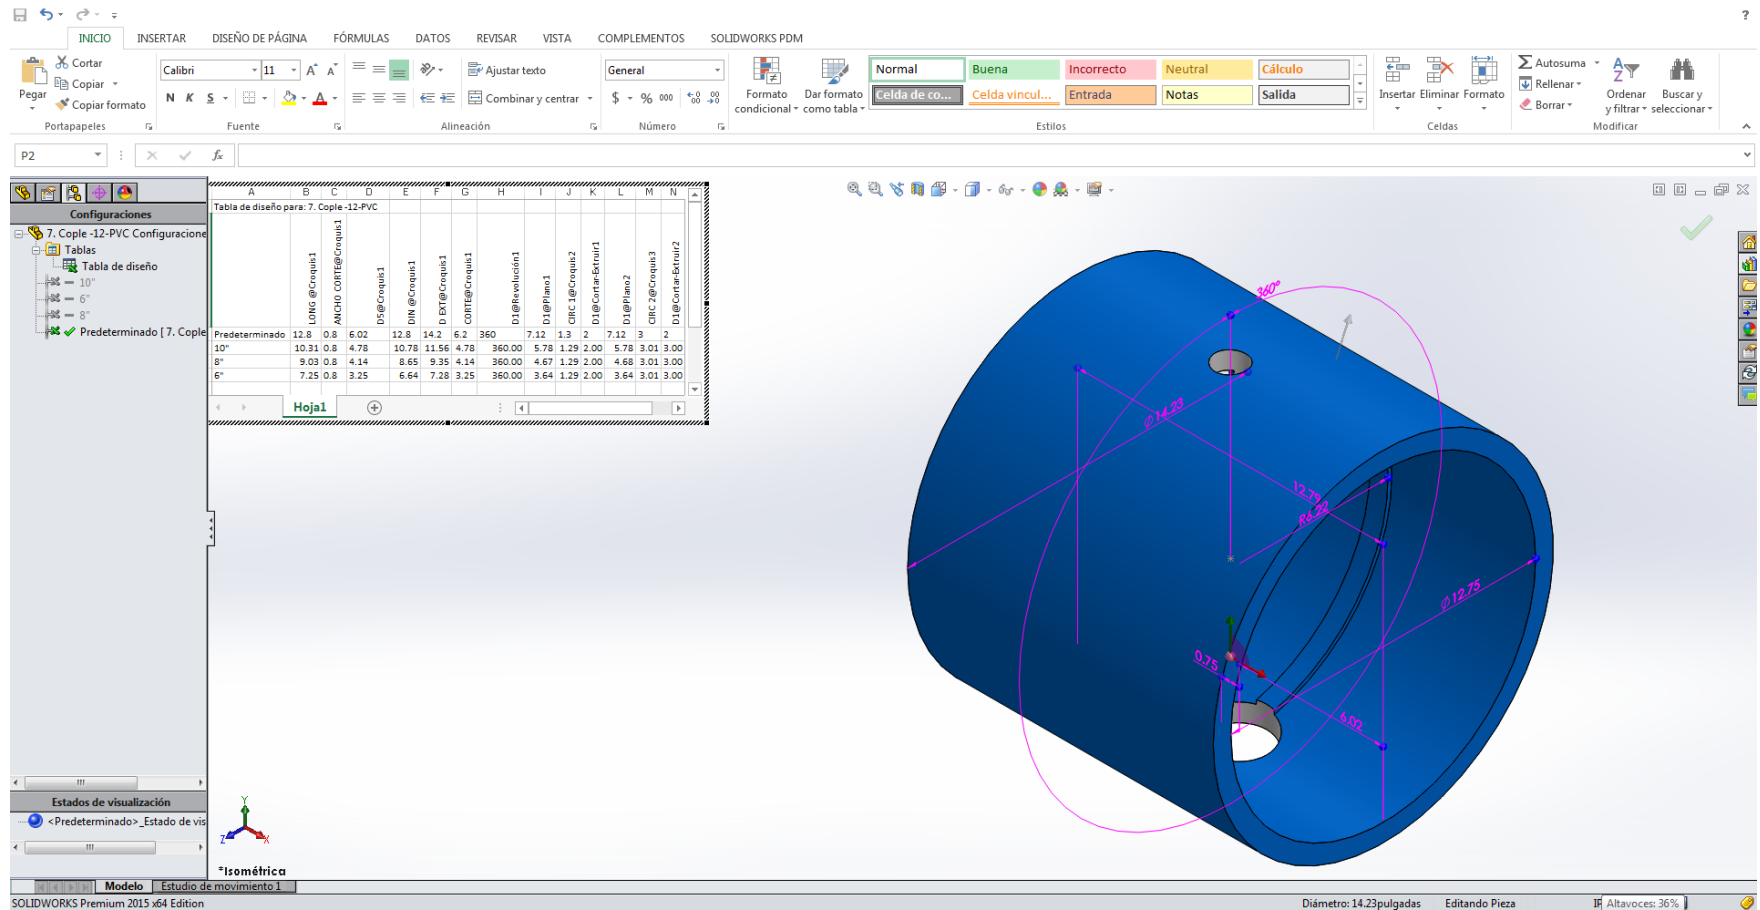 ?
INICIO INSERTAR DISEÑO DE PÁGINA FÓRMULAS DATOS REVISAR VISTA COMPLEMENTOS SOLIDWORKS PDM
Pegar
Cortar
Copiar
Copiar formato
Portapapeles
Calibri 11 A A
N K S A
Fuente
Ajustar texto
Combinar y centrar
Alineación
General
$ % 000
Número
Formato condicional
Dar formato como tabla
Normal Buena Incorrecto Neutral Cálculo
Celda de co... Celda vincul... Entrada Notas Salida
Estilos
Insertar Eliminar Formato
Celdas
Autosuma
Rellenar
Borrar
Ordenar y filtrar
Buscar y seleccionar
Modificar
P2 fx
Configuraciones
7. Cople -12-PVC Configuracione
Tablas
Tabla de diseño
10"
6"
8"
Predeterminado [ 7. Cople
A B C D E F G H I J K L M N
Tabla de diseño para: 7. Cople -12-PVC
LONG @Croquis1
ANCHO CORTE@Croquis1
D5@Croquis1
DIN @Croquis1
D EXT@Croquis1
CORTE@Croquis1
D1@Revolución1
D1@Plano1
CIRC 1@Croquis2
D1@Cortar-Extruir1
D1@Plano2
CIRC 2@Croquis3
D1@Cortar-Extruir2
Predeterminado 12.8 0.8 6.02 12.8 14.2 6.2 360 7.12 1.3 2 7.12 3 2
10" 10.31 0.8 4.78 10.78 11.56 4.78 360.00 5.78 1.29 2.00 5.78 3.01 3.00
8" 9.03 0.8 4.14 8.65 9.35 4.14 360.00 4.67 1.29 2.00 4.68 3.01 3.00
6" 7.25 0.8 3.25 6.64 7.28 3.25 360.00 3.64 1.29 2.00 3.64 3.01 3.00
Hoja1
360°
Ø14.23
12.79
R6.22
Ø12.75
0.75
6.02
Estados de visualización
<Predeterminado>_Estado de vis
Y
Z X
*Isométrica
Modelo Estudio de movimiento 1
SOLIDWORKS Premium 2015 x64 Edition Diámetro: 14.23pulgadas Editando Pieza Altavoces: 36%